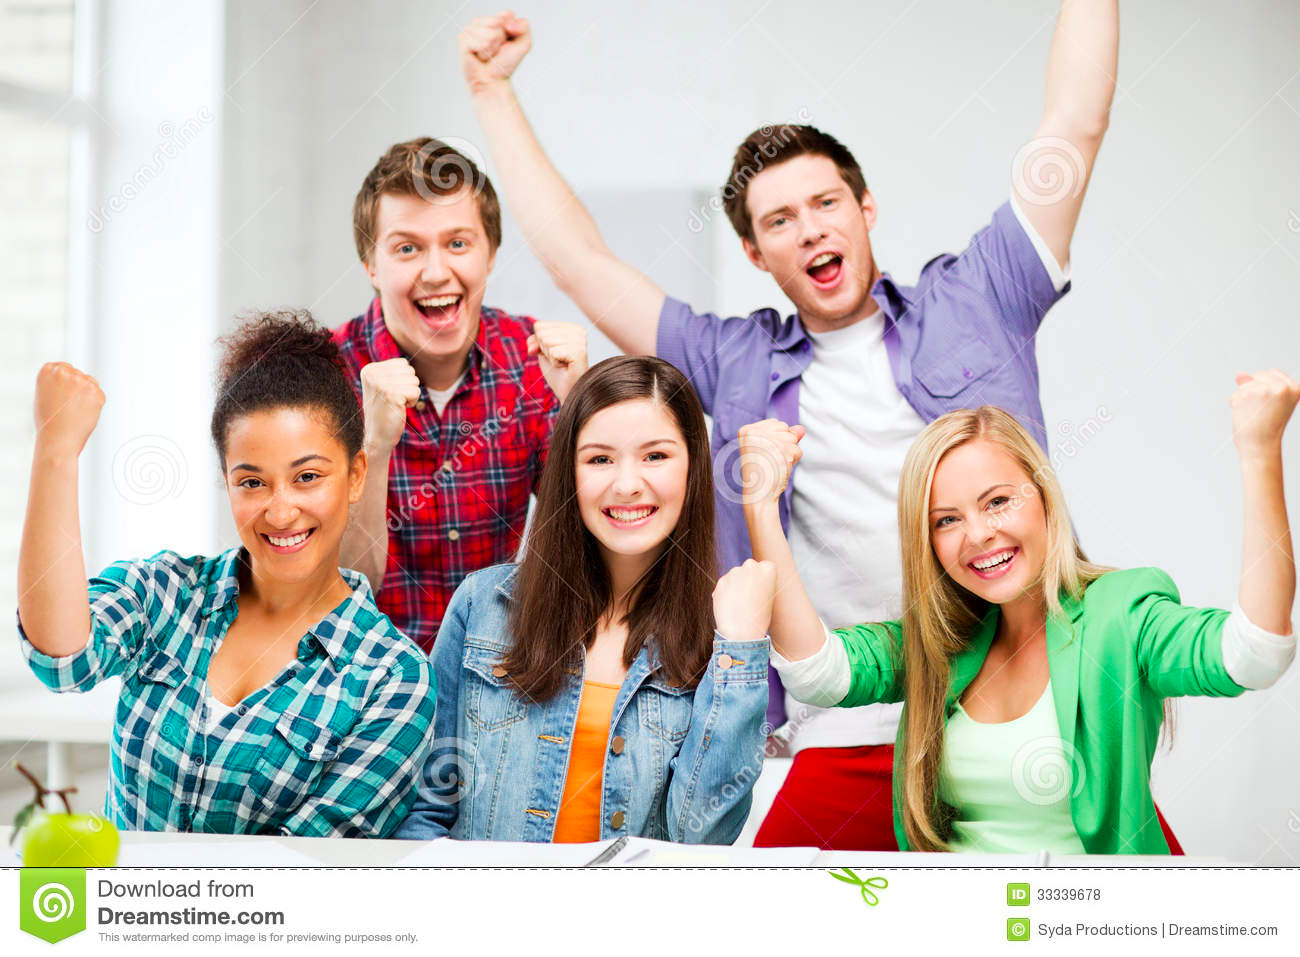 Download from
Dreamstime.com
This watermarked comp image is for previewing purposes only.
ID 33339678
© Syda Productions | Dreamstime.com